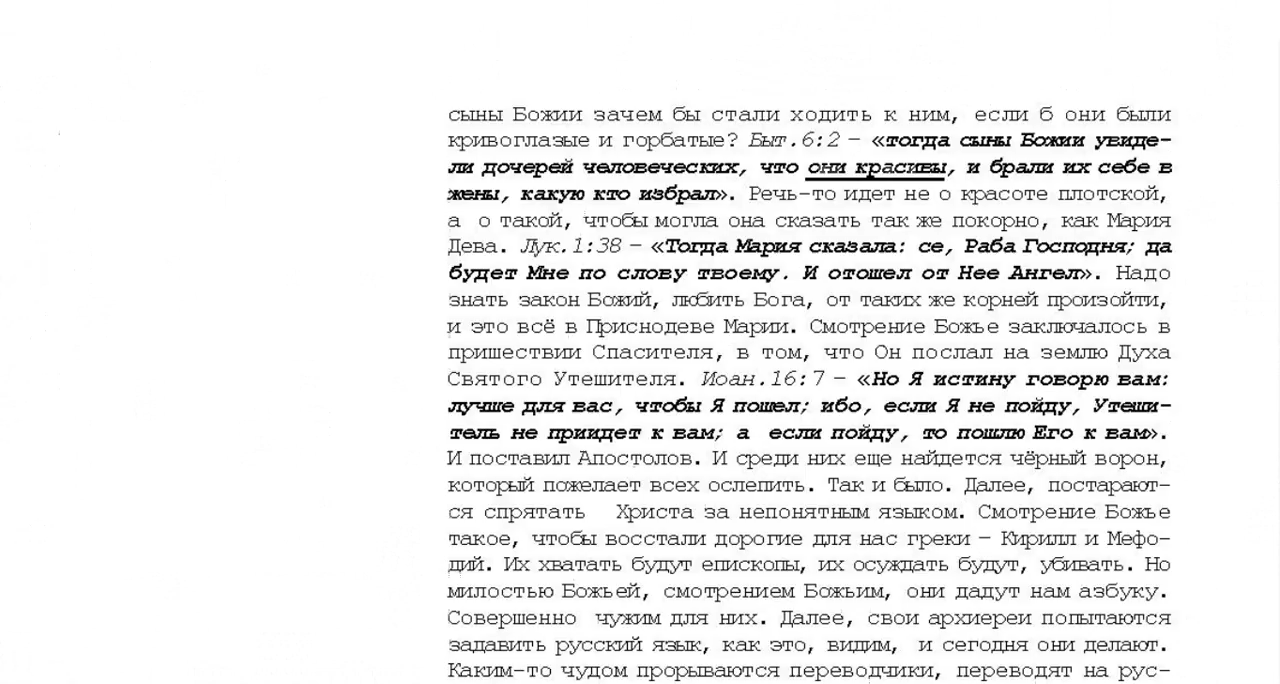 сыны Божии зачем бы стали ходить к ним, если б они были
кривоглазые и горбатые? Быт.6:2 – «тогда сыны Божии увиде-
ли дочерей человеческих, что они красивы, и брали их себе в
жены, какую кто избрал». Речь-то идет не о красоте плотской,
а о такой, чтобы могла она сказать так же покорно, как Мария
Дева. Лук.1:38 – «Тогда Мария сказала: се, Раба Господня; да
будет Мне по слову твоему. И отошел от Нее Ангел». Надо
знать закон Божий, любить Бога, от таких же корней произойти,
и это всё в Приснодеве Марии. Смотрение Божье заключалось в
пришествии Спасителя, в том, что Он послал на землю Духа
Святого Утешителя. Иоан.16:7 – «Но Я истину говорю вам:
лучше для вас, чтобы Я пошел; ибо, если Я не пойду, Утеши-
тель не приидет к вам; а если пойду, то пошлю Его к вам».
И поставил Апостолов. И среди них еще найдется чёрный ворон,
который пожелает всех ослепить. Так и было. Далее, постарают-
ся спрятать Христа за непонятным языком. Смотрение Божье
такое, чтобы восстали дорогие для нас греки – Кирилл и Мефо-
дий. Их хватать будут епископы, их осуждать будут, убивать. Но
милостью Божьей, смотрением Божьим, они дадут нам азбуку.
Совершенно чужим для них. Далее, свои архиереи попытаются
задавить русский язык, как это, видим, и сегодня они делают.
Каким-то чудом прорываются переводчики, переводят на рус-